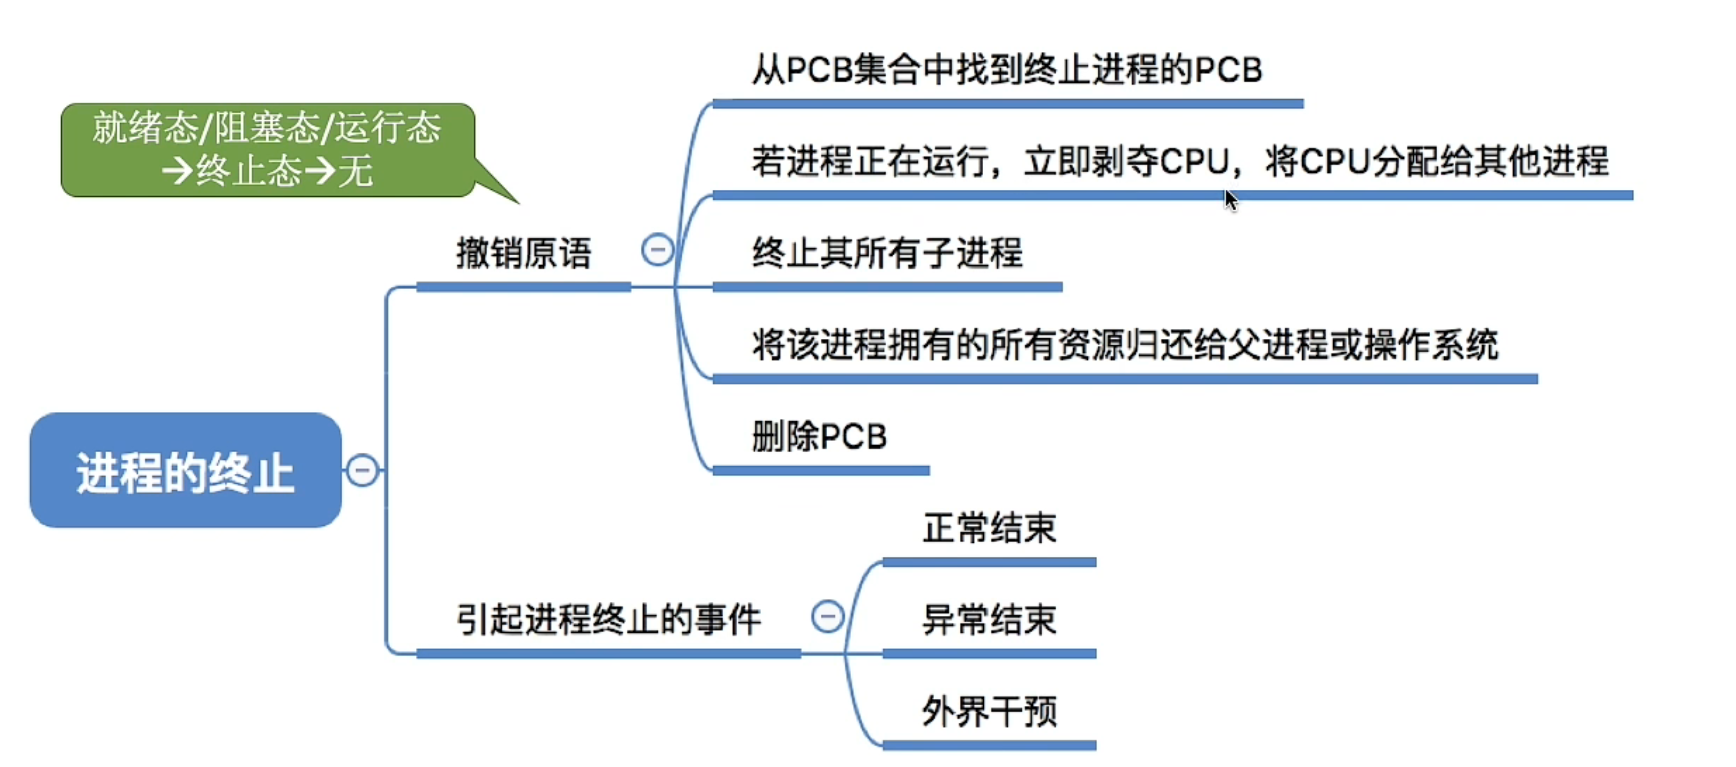 就绪态/阻塞态/运行态
→终止态→无
从PCB集合中找到终止进程的PCB
若进程正在运行，立即剥夺CPU，将CPU分配给其他进程
撤销原语
终止其所有子进程
将该进程拥有的所有资源归还给父进程或操作系统
删除PCB
进程的终止
正常结束
引起进程终止的事件
异常结束
外界干预